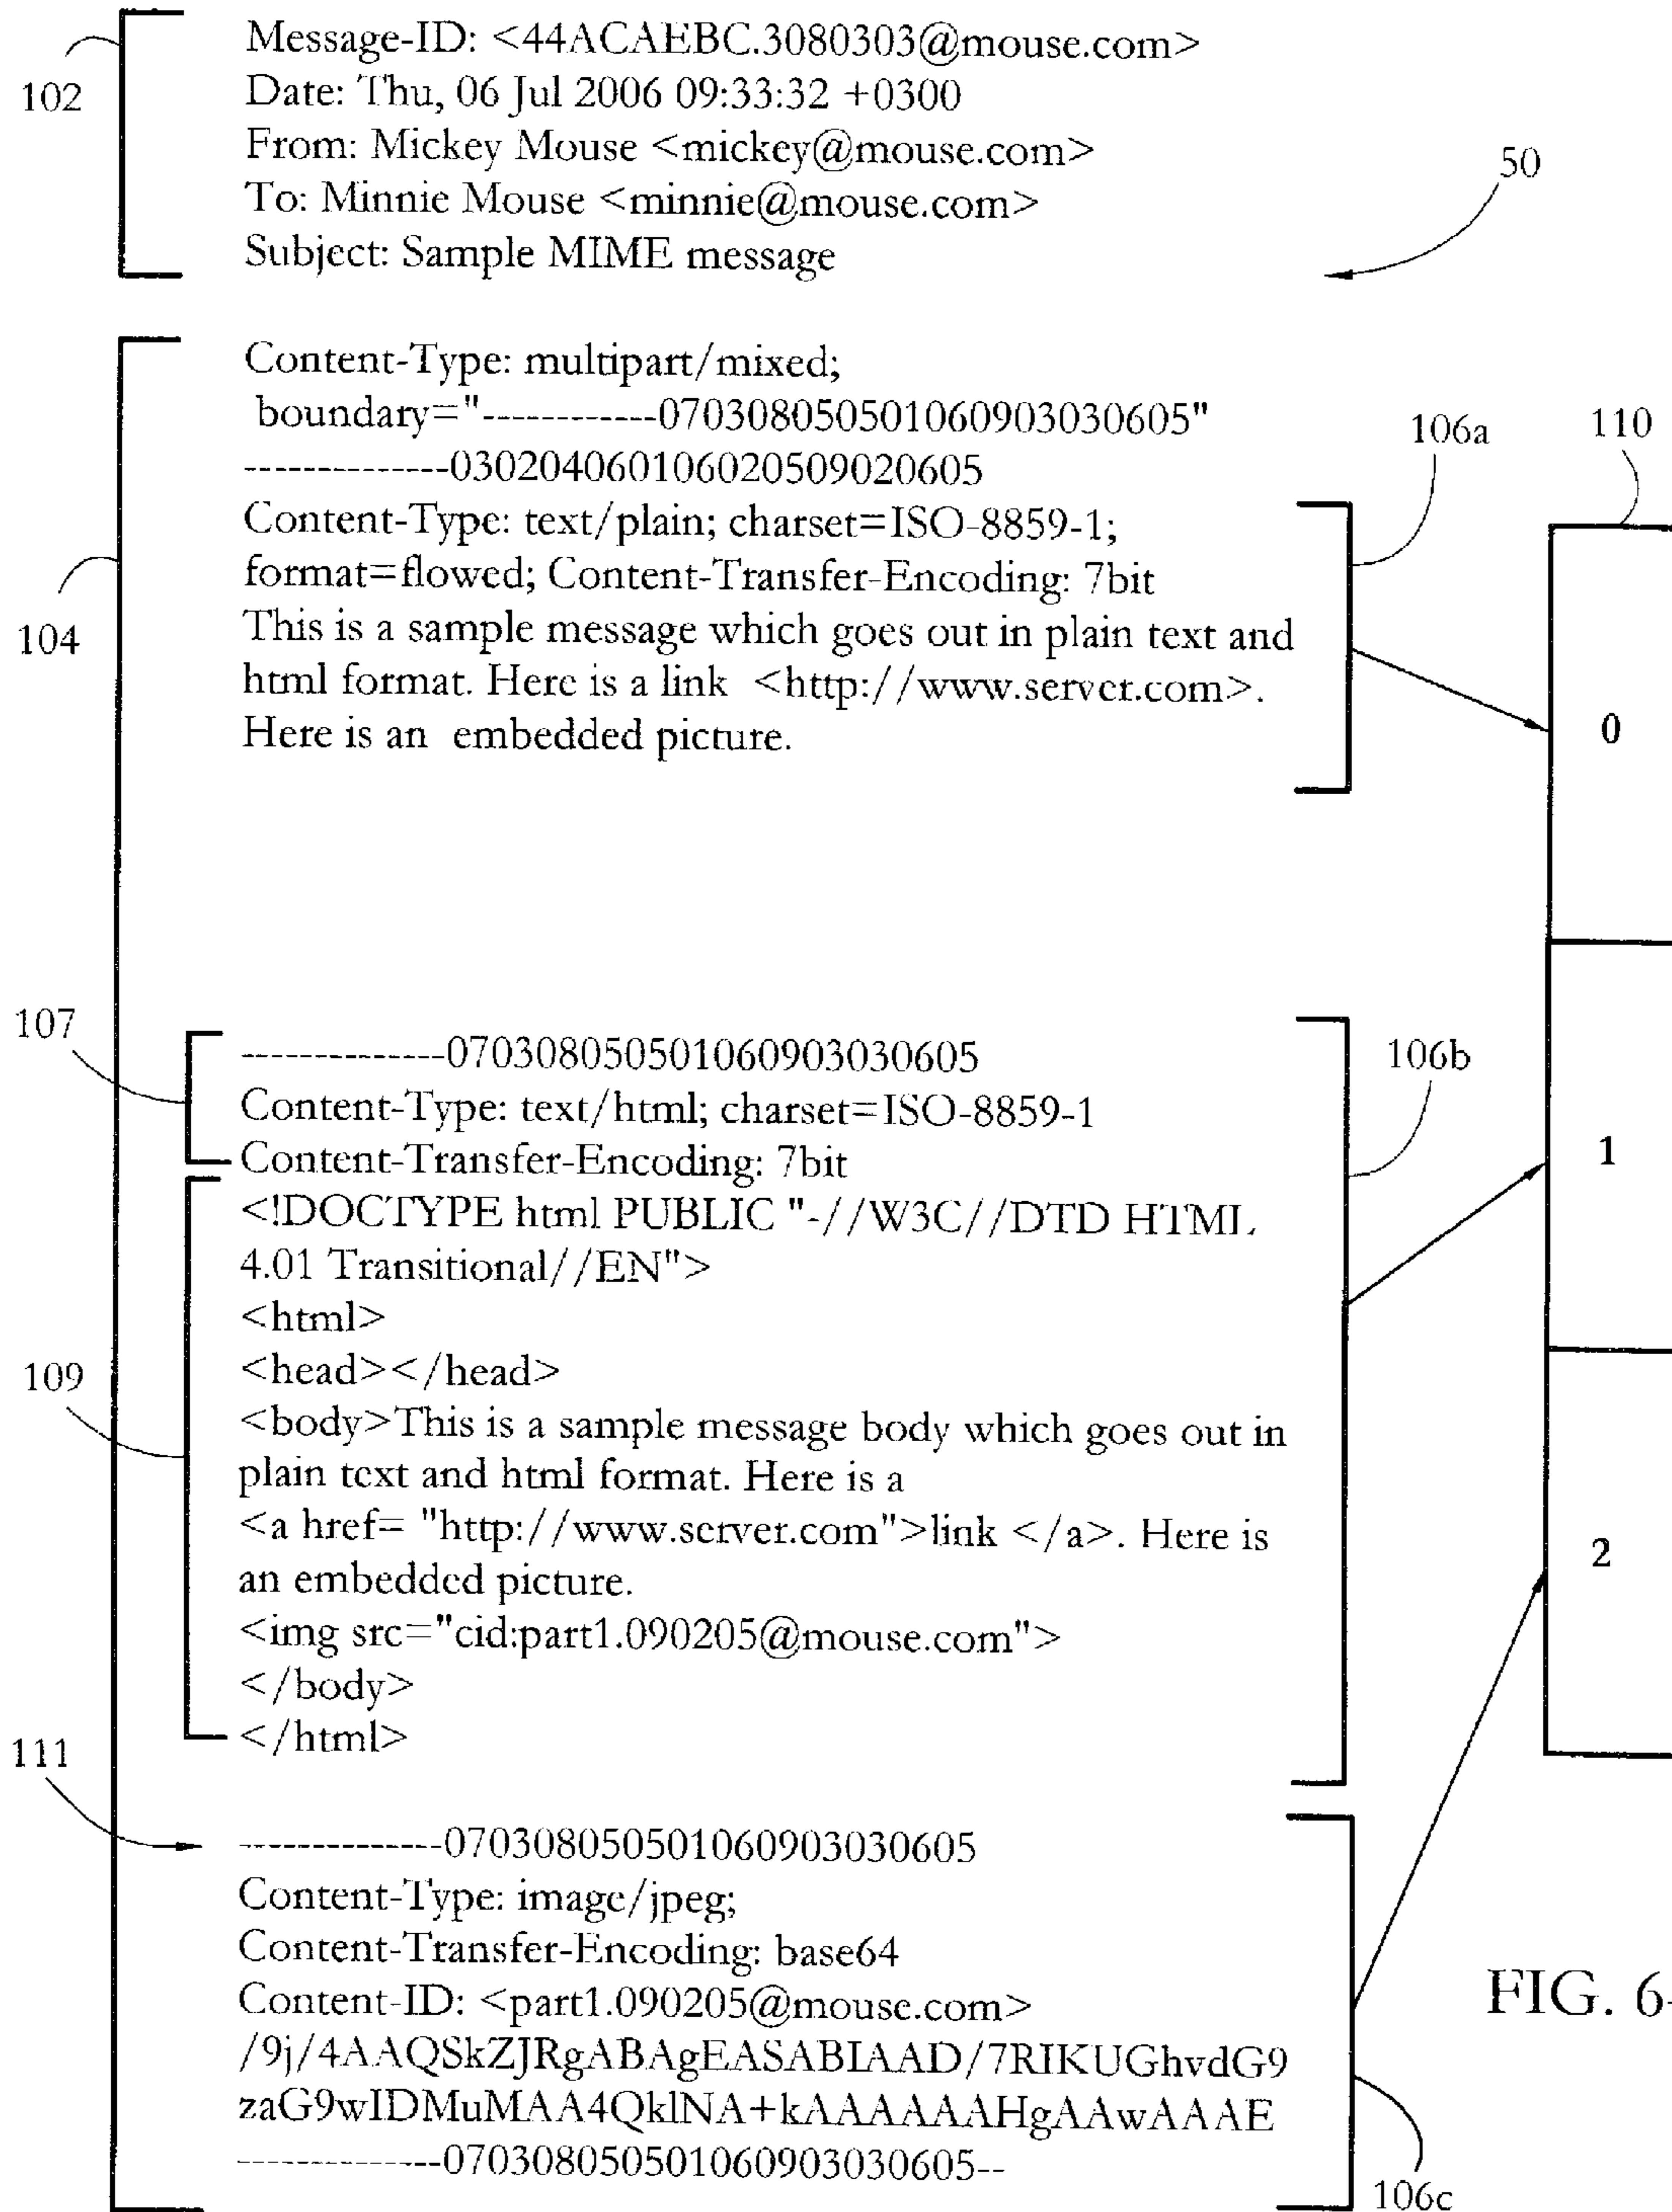 102
Message-ID: <44ACAEBC.3080303@mouse.com>
Date: Thu, 06 Jul 2006 09:33:32 +0300
From: Mickey Mouse <mickey@mouse.com>
To: Minnie Mouse <minnie@mouse.com>
Subject: Sample MIME message
50
104
Content-Type: multipart/mixed;
boundary="------------070308050501060903030605"
--------------030204060106020509020605
Content-Type: text/plain; charset=ISO-8859-1;
format=flowed; Content-Transfer-Encoding: 7bit
This is a sample message which goes out in plain text and
html format. Here is a link <http://www.server.com>.
Here is an embedded picture.
106a
110
0
107
--------------070308050501060903030605
Content-Type: text/html; charset=ISO-8859-1
Content-Transfer-Encoding: 7bit
106b
1
109
<!DOCTYPE html PUBLIC "-//W3C//DTD HTML
4.01 Transitional//EN">
<html>
<head></head>
<body>This is a sample message body which goes out in
plain text and html format. Here is a
<a href= "http://www.server.com">link </a>. Here is
an embedded picture.
<img src="cid:part1.090205@mouse.com">
</body>
</html>
2
111
--------------070308050501060903030605
Content-Type: image/jpeg;
Content-Transfer-Encoding: base64
Content-ID: <part1.090205@mouse.com>
/9j/4AAQSkZJRgABAgEASABIAAD/7RIKUGhvdG9
zaG9wIDMuMAA4QklNA+kAAAAAAHgAAwAAAE
--------------070308050501060903030605--
106c
FIG. 6-